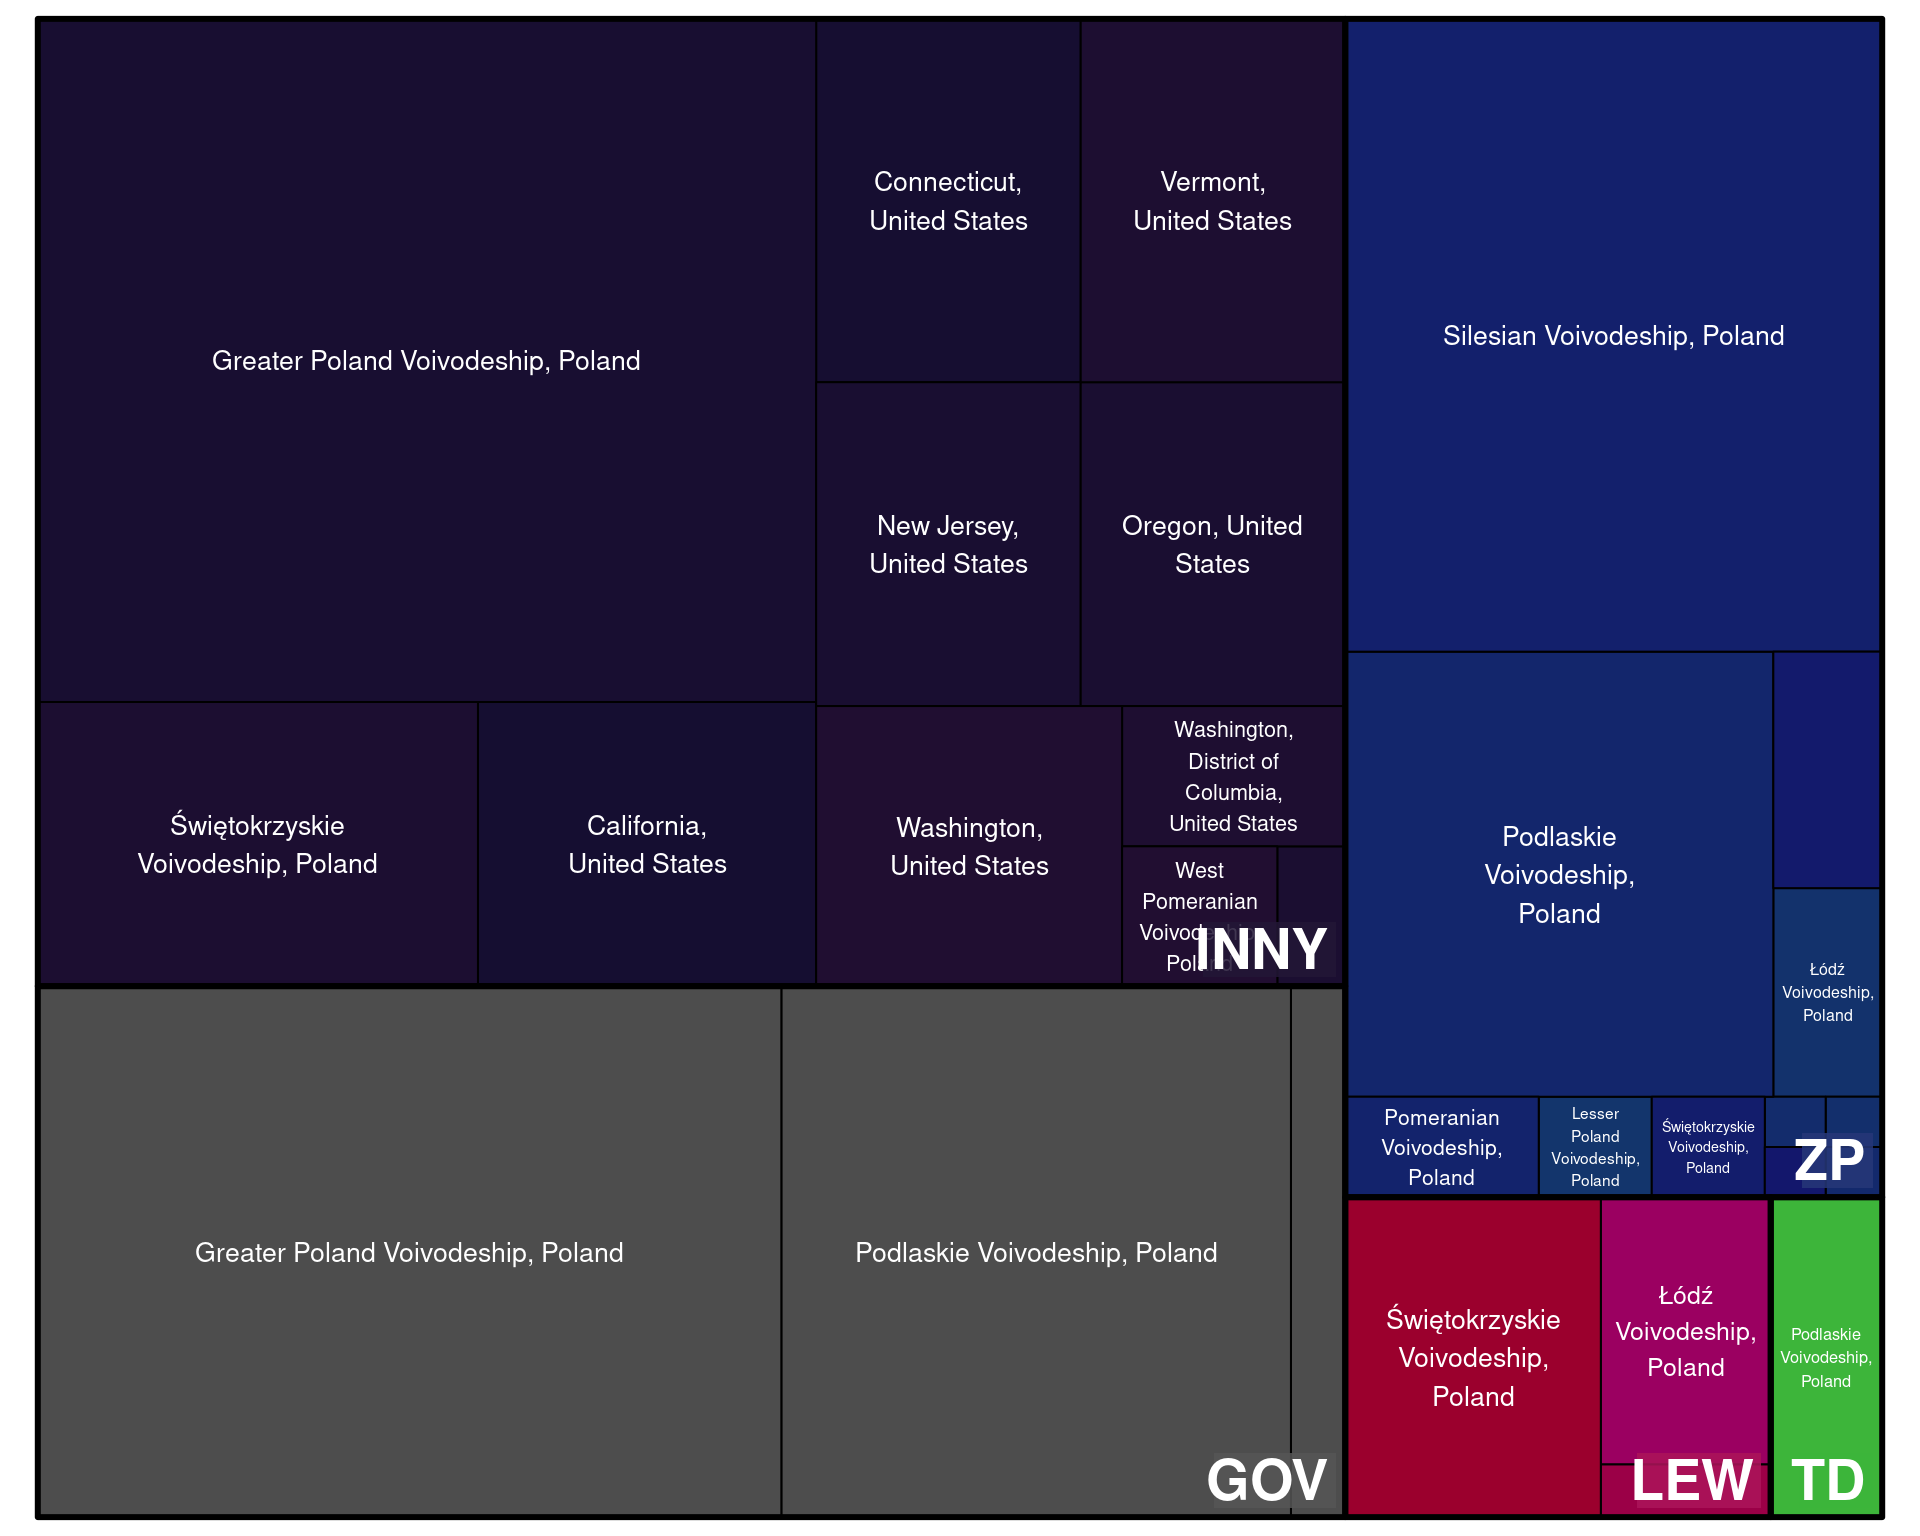 Greater Poland Voivodeship, Poland
Connecticut,
United States
Vermont,
United States
New Jersey,
United States
Oregon, United
States
Świętokrzyskie
Voivodeship, Poland
California,
United States
Washington,
United States
Washington,
District of
Columbia,
United States
West
Pomeranian
INNY
Greater Poland Voivodeship, Poland
Podlaskie Voivodeship, Poland
GOV
Silesian Voivodeship, Poland
Podlaskie
Voivodeship,
Poland
Łódź
Voivodeship,
Poland
Pomeranian
Voivodeship,
Poland
Lesser
Poland
Voivodeship,
Poland
Świętokrzyskie
Voivodeship,
Poland
ZP
Świętokrzyskie
Voivodeship,
Poland
Łódź
Voivodeship,
Poland
LEW
Podlaskie
Voivodeship,
Poland
TD